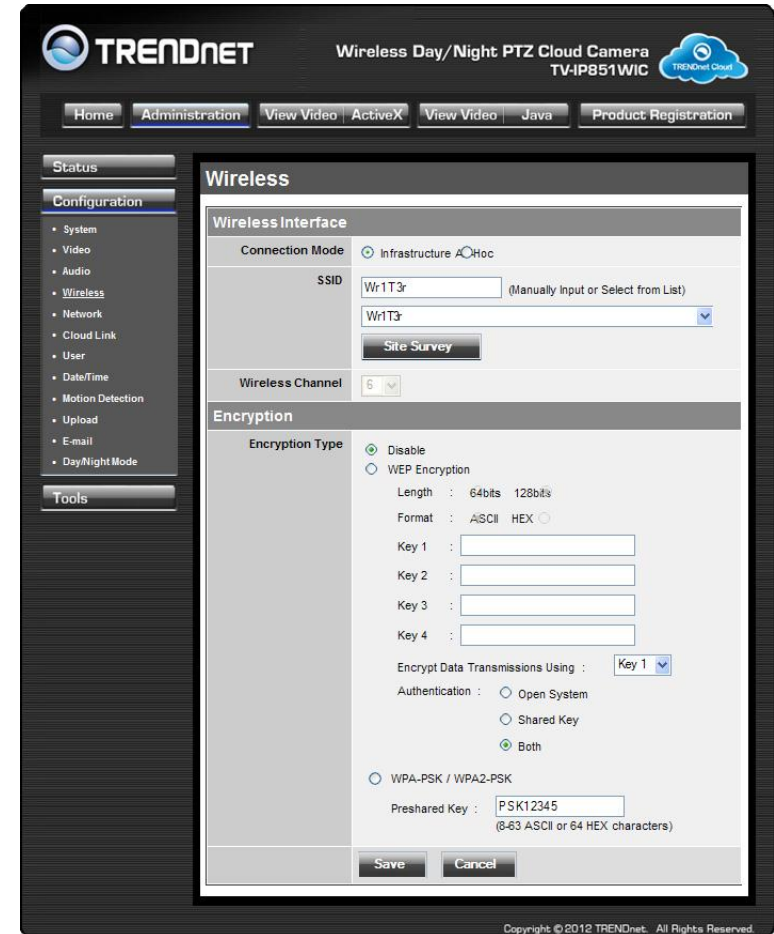 TRENDNET
Wireless Day/Night PTZ Cloud Camera
TV-IP851WIC
TRENDnet Cloud
Home Administration View Video ActiveX View Video Java Product Registration
Status
Configuration
• System
• Video
• Audio
• Wireless
• Network
• Cloud Link
• User
• Date/Time
• Motion Detection
• Upload
• E-mail
• Day/Night Mode
Tools
Wireless
Wireless Interface
Connection Mode Infrastructure Ad Hoc
SSID Wr1T3r (Manually Input or Select from List)
Wr1T3r
Site Survey
Wireless Channel 6
Encryption
Encryption Type Disable
WEP Encryption
Length : 64bits 128bits
Format : ASCII HEX
Key 1 :
Key 2 :
Key 3 :
Key 4 :
Encrypt Data Transmissions Using : Key 1
Authentication : Open System
Shared Key
Both
WPA-PSK / WPA2-PSK
Preshared Key : PSK12345
(8-63 ASCII or 64 HEX characters)
Save Cancel
Copyright © 2012 TRENDnet. All Rights Reserved.